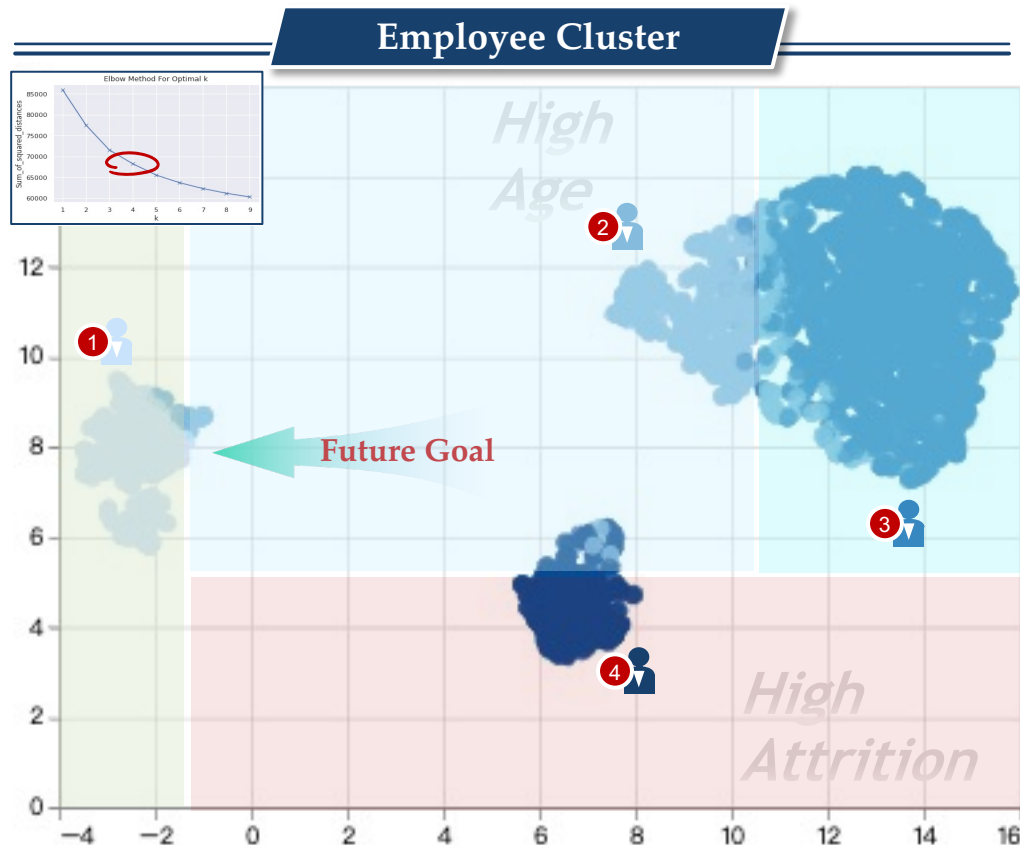 Employee Cluster
Elbow Method For Optimal k
Sum_of_squared_distances
85000
80000
75000
70000
65000
60000
1 2 3 4 5 6 7 8 9
k
High
Age
2
12
1
10
8
Future Goal
3
6
4
4
High
Attrition
2
0
−4 −2 0 2 4 6 8 10 12 14 16